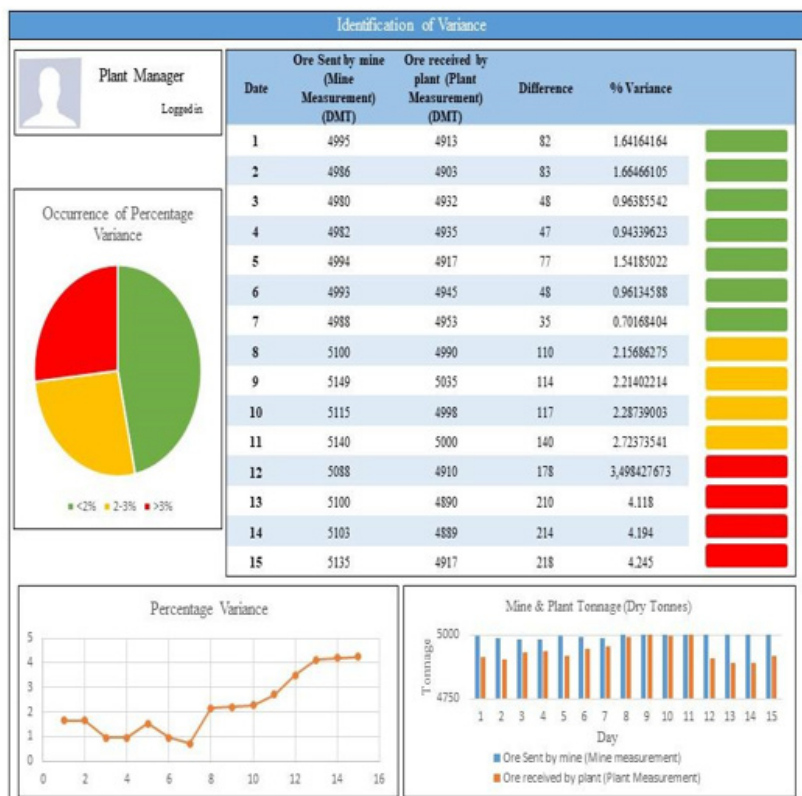 Identification of Variance
Plant Manager
Logged in
Date
Ore Sent by mine
(Mine
Measurement)
(DMT)
Ore received by
plant (Plant
Measurement)
(DMT)
Difference
% Variance
1 4995 4913 82 1.64164164
2 4986 4903 83 1.66466105
3 4980 4932 48 0.96385542
4 4982 4935 47 0.94339623
5 4994 4917 77 1.54185022
6 4993 4945 48 0.96134588
7 4988 4953 35 0.70168404
8 5100 4990 110 2.15686275
9 5149 5035 114 2.21402214
10 5115 4998 117 2.28739003
11 5140 5000 140 2.72373541
12 5088 4910 178 3,498427673
13 5100 4890 210 4.118
14 5103 4889 214 4.194
15 5135 4917 218 4.245
Occurrence of Percentage
Variance
<2% 2-3% >3%
Percentage Variance
5
4
3
2
1
0
0 2 4 6 8 10 12 14 16
Mine & Plant Tonnage (Dry Tonnes)
Tonnage
5000
4750
1 2 3 4 5 6 7 8 9 10 11 12 13 14 15
Day
Ore Sent by mine (Mine measurement)
Ore received by plant (Plant Measurement)